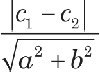 |c₁ − c₂|
√(a² + b²)